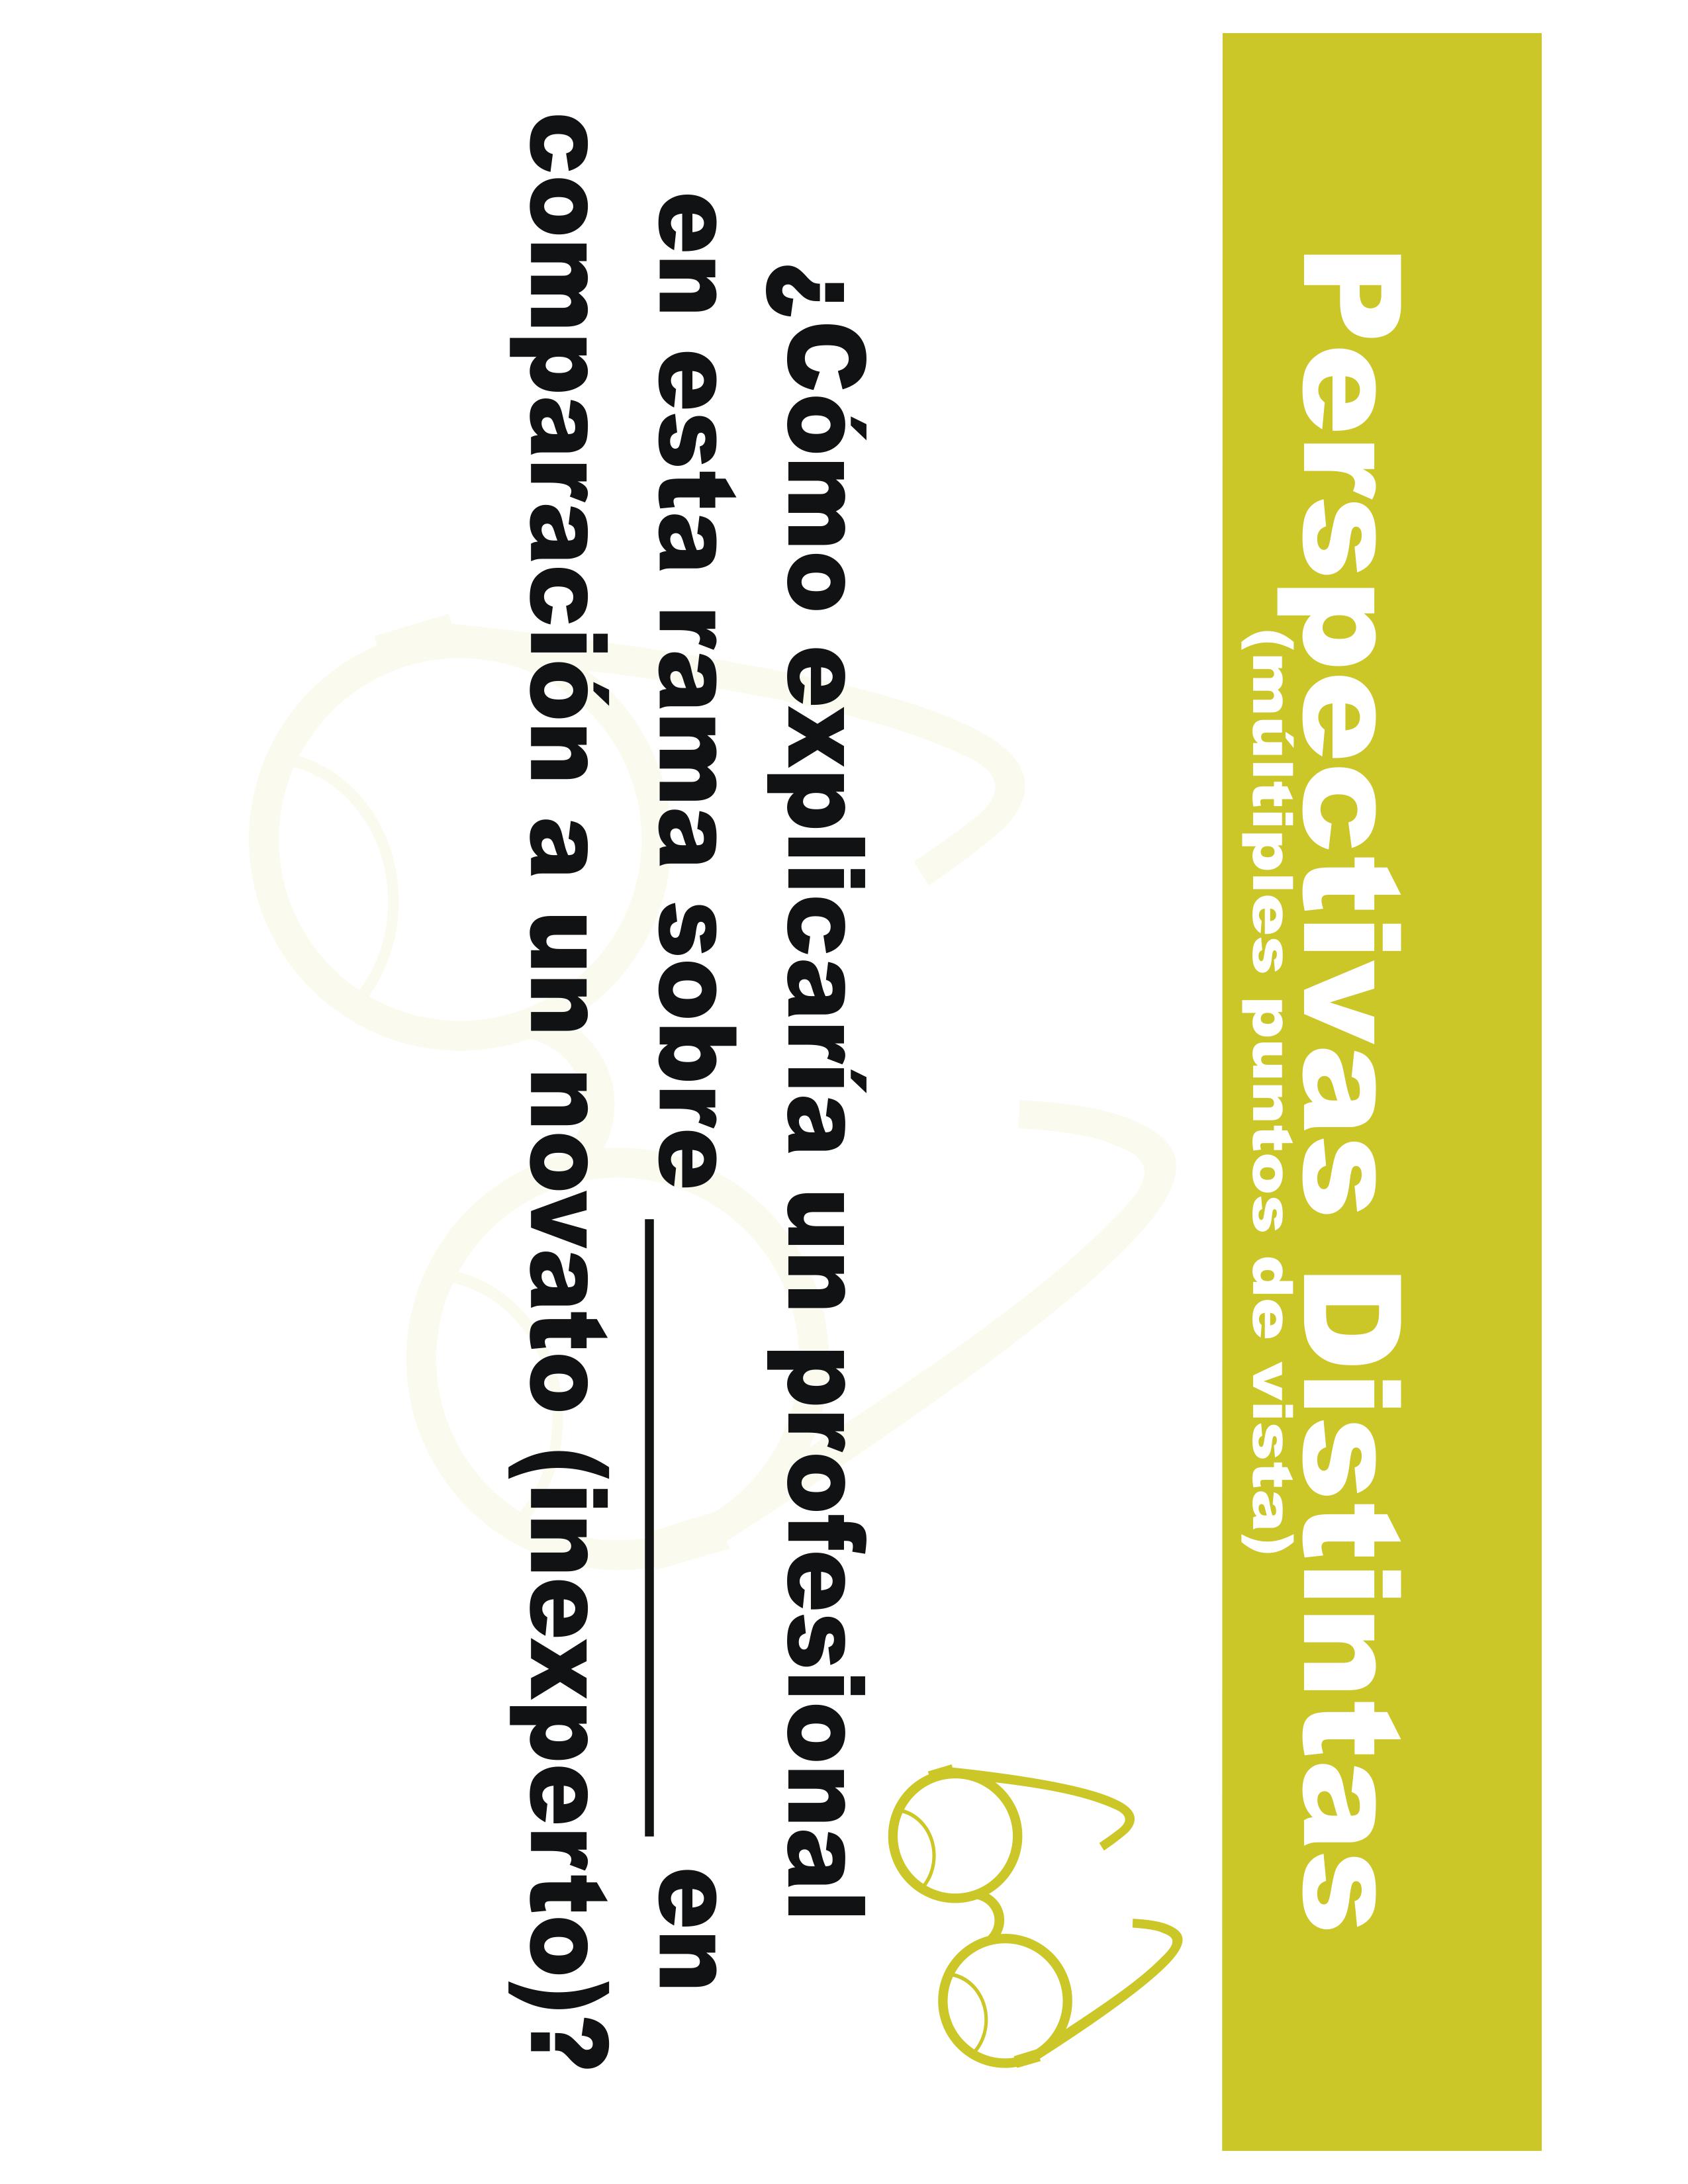 Perspectivas Distintas
(múltiples puntos de vista)
¿Cómo explicaría un profesional
en esta rama sobre ______________ en
comparación a un novato (inexperto)?